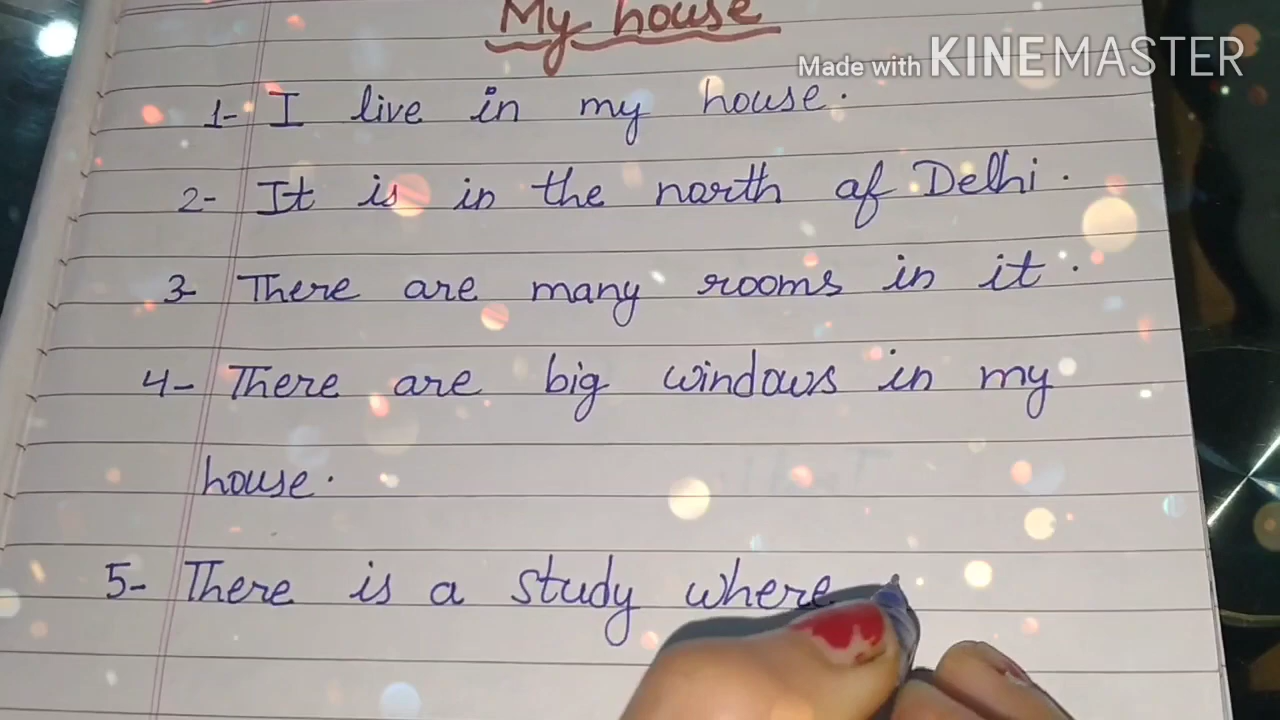 My house
Made with KINEMASTER
1- I live in my house.
2- It is in the north of Delhi.
3- There are many rooms in it.
4- There are big windows in my
house.
5- There is a study where